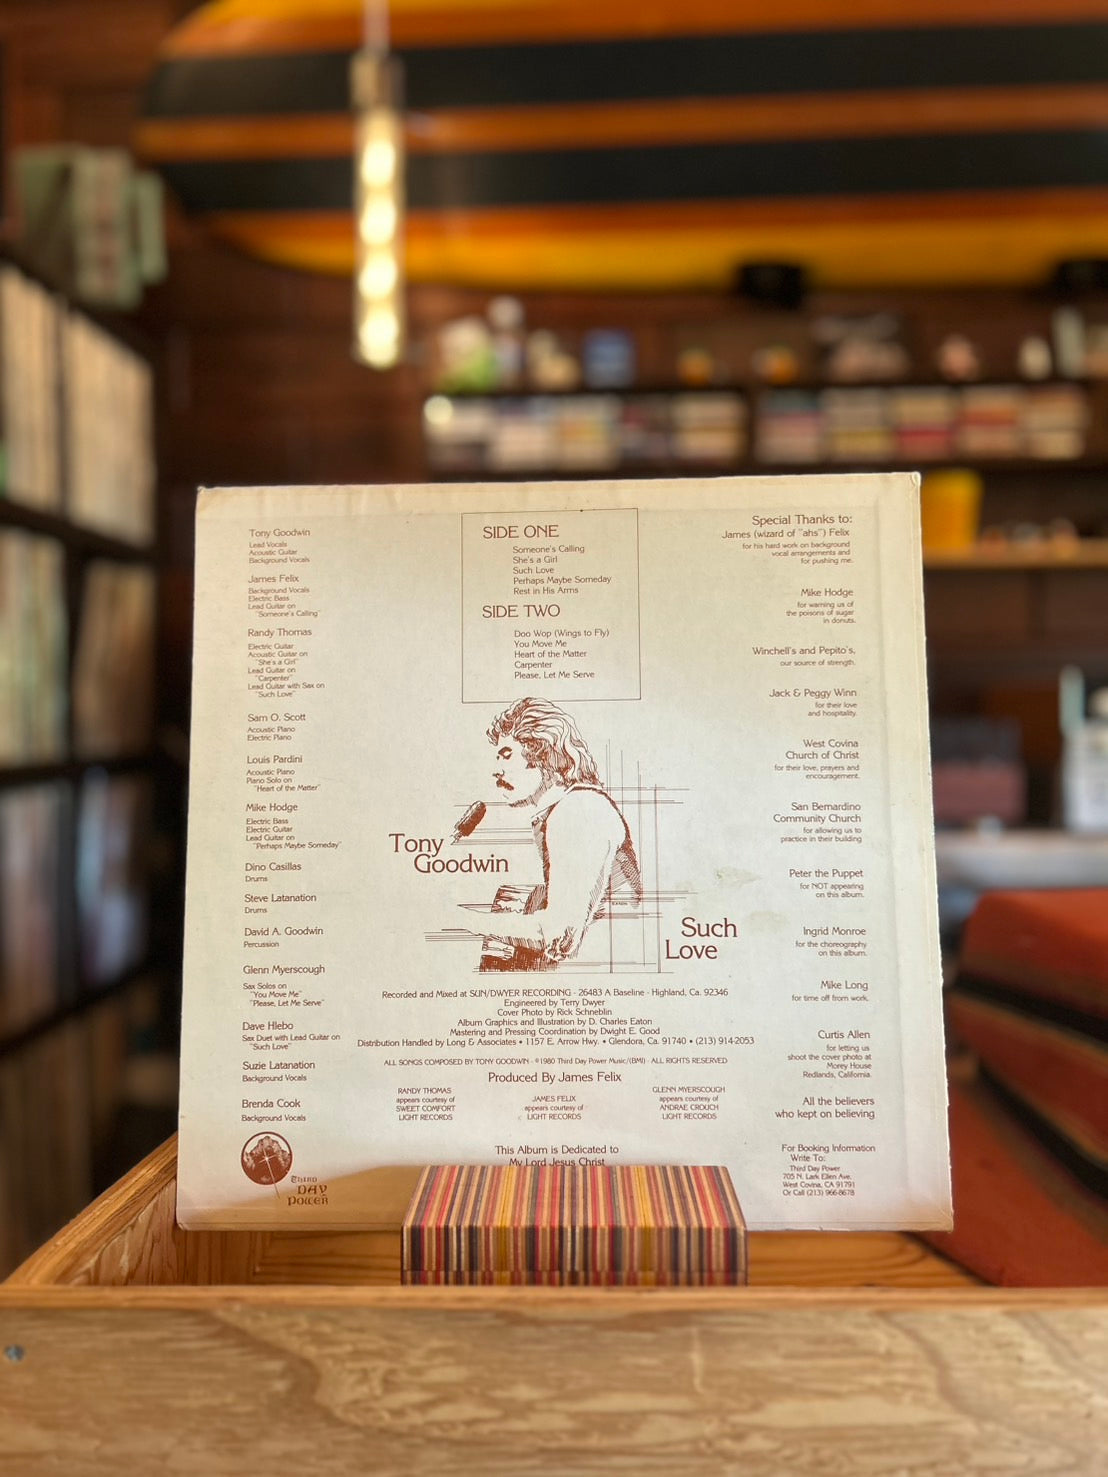 Tony Goodwin
Lead Vocals
Acoustic Guitar
Background Vocals
James Felix
Background Vocals
Electric Bass
Lead Guitar on
"Someone's Calling"
Randy Thomas
Electric Guitar
Acoustic Guitar on
"She's a Girl"
Lead Guitar on
"Carpenter"
Lead Guitar with Sax on
"Such Love"
Sam O. Scott
Acoustic Piano
Electric Piano
Louis Pardini
Acoustic Piano
Piano Solo on
"Heart of the Matter"
Mike Hodge
Electric Bass
Electric Guitar
Lead Guitar on
"Perhaps Maybe Someday"
Dino Casillas
Drums
Steve Latanation
Drums
David A. Goodwin
Percussion
Glenn Myerscough
Sax Solos on
"You Move Me"
"Please, Let Me Serve"
Dave Hlebo
Sax Duet with Lead Guitar on
"Such Love"
Suzie Latanation
Background Vocals
Brenda Cook
Background Vocals
Third
Day
Power
SIDE ONE
Someone's Calling
She's a Girl
Such Love
Perhaps Maybe Someday
Rest in His Arms
SIDE TWO
Doo Wop (Wings to Fly)
You Move Me
Heart of the Matter
Carpenter
Please, Let Me Serve
Tony
Goodwin
Such
Love
Recorded and Mixed at SUN/DWYER RECORDING · 26483 A Baseline · Highland, Ca. 92346
Engineered by Terry Dwyer
Cover Photo by Rick Schneblin
Album Graphics and Illustration by D. Charles Eaton
Mastering and Pressing Coordination by Dwight E. Good
Distribution Handled by Long & Associates • 1157 E. Arrow Hwy. • Glendora, Ca. 91740 • (213) 914-2053
ALL SONGS COMPOSED BY TONY GOODWIN · ©1980 Third Day Power Music/(BMI) · ALL RIGHTS RESERVED
Produced By James Felix
RANDY THOMAS
appears courtesy of
SWEET COMFORT
LIGHT RECORDS
JAMES FELIX
appears courtesy of
LIGHT RECORDS
GLENN MYERSCOUGH
appears courtesy of
ANDRAE CROUCH
LIGHT RECORDS
This Album is Dedicated to
My Lord Jesus Christ
Special Thanks to:
James (wizard of "ahs") Felix
for his hard work on background
vocal arrangements and
for pushing me.
Mike Hodge
for warning us of
the poisons of sugar
in donuts.
Winchell's and Pepito's,
our source of strength.
Jack & Peggy Winn
for their love
and hospitality.
West Covina
Church of Christ
for their love, prayers and
encouragement.
San Bernardino
Community Church
for allowing us to
practice in their building
Peter the Puppet
for NOT appearing
on this album.
Ingrid Monroe
for the choreography
on this album.
Mike Long
for time off from work.
Curtis Allen
for letting us
shoot the cover photo at
Morey House
Redlands, California.
All the believers
who kept on believing
For Booking Information
Write To:
Third Day Power
705 N. Lark Ellen Ave.
West Covina, CA 91791
Or Call (213) 966-8678